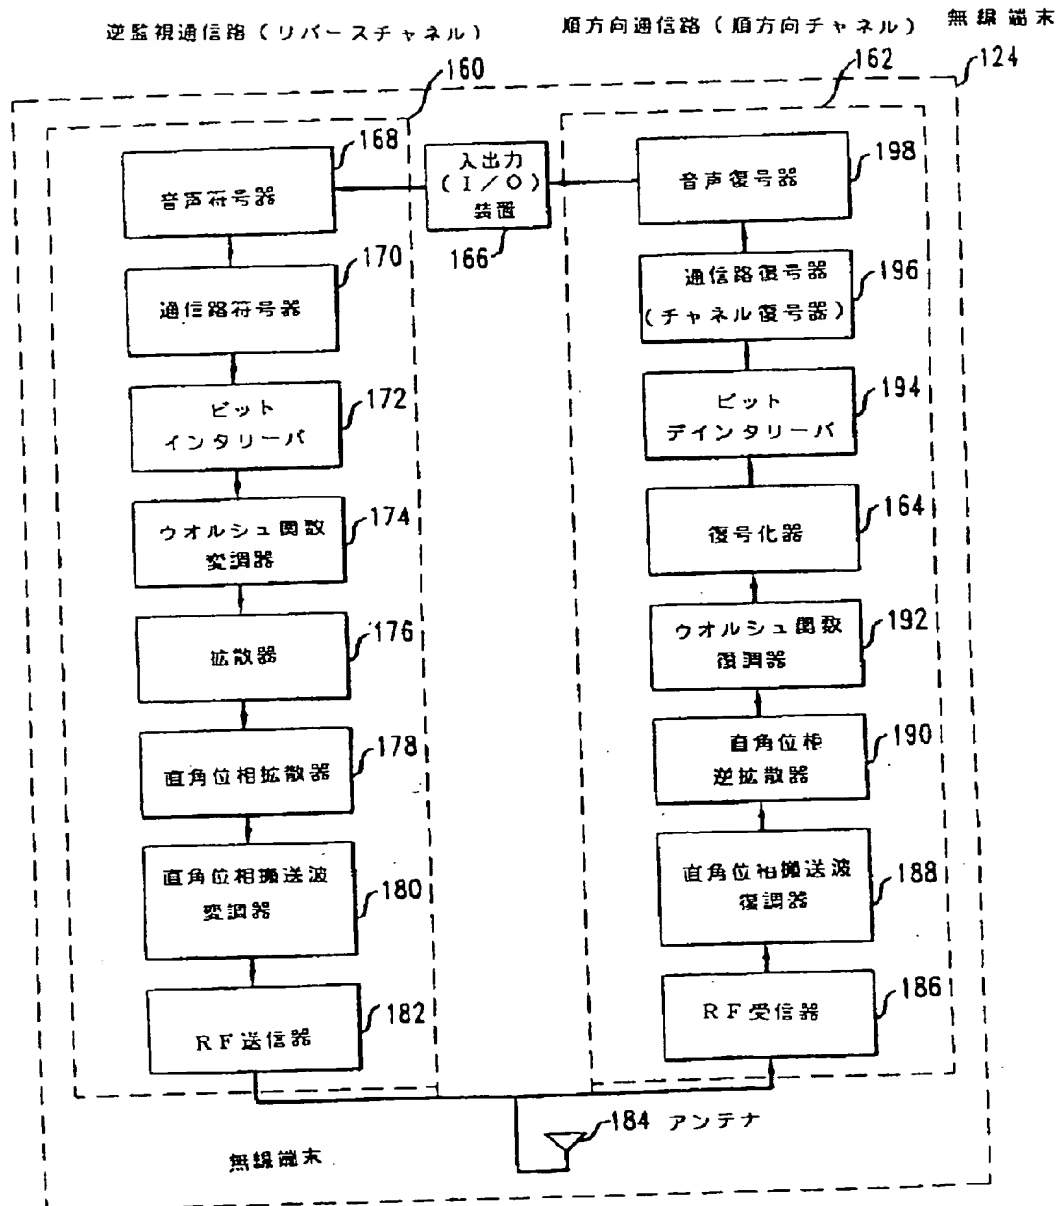 逆監視通信路(リバースチャネル)
順方向通信路(順方向チャネル)
無線端末
124
160
162
168
音声符号器
入出力
(I/O)
装置
166
198
音声復号器
170
通信路符号器
196
通信路復号器
(チャネル復号器)
172
ビット
インタリーバ
194
ビット
デインタリーバ
174
ウオルシュ関数
変調器
164
復号化器
176
拡散器
192
ウオルシュ関数
復調器
178
直角位相拡散器
190
直角位相
逆拡散器
180
直角位相搬送波
変調器
188
直角位相搬送波
復調器
182
RF送信器
186
RF受信器
184 アンテナ
無線端末